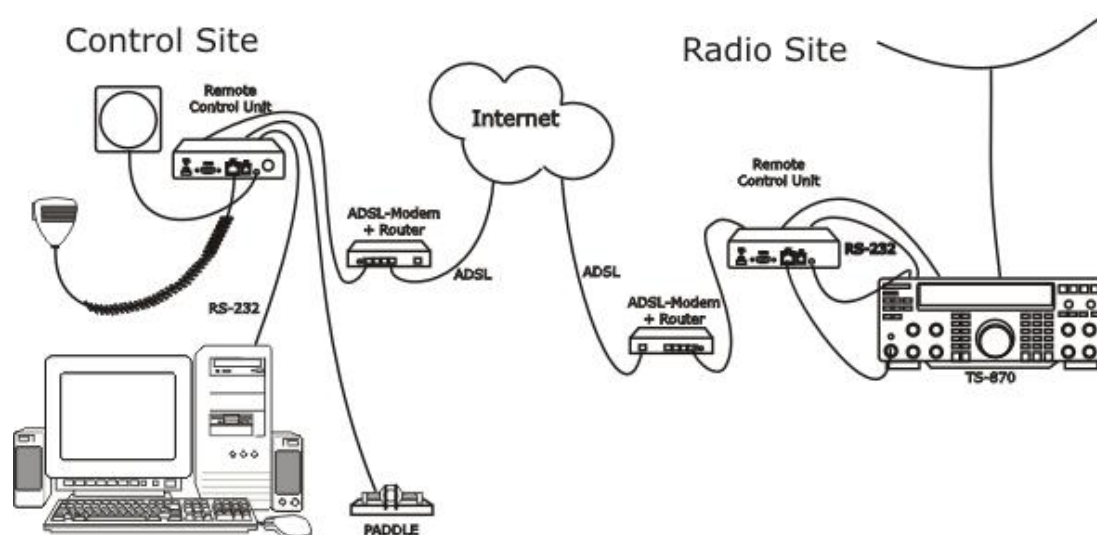 Control Site
Radio Site
Remote
Control Unit
Internet
Remote
Control Unit
ADSL-Modem
+ Router
ADSL
RS-232
ADSL
RS-232
ADSL-Modem
+ Router
TS-870
PADDLE